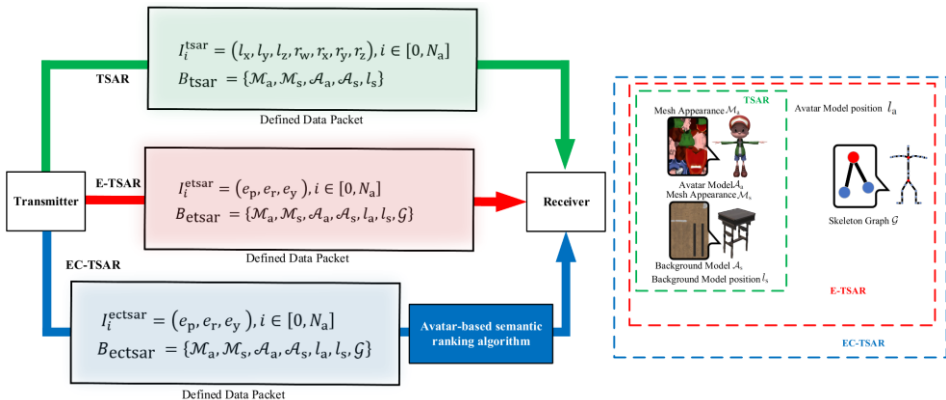 I_i^tsar = (l_x, l_y, l_z, r_w, r_x, r_y, r_z), i ∈ [0, N_a]
B_tsar = {ℳ_a, ℳ_s, 𝒜_a, 𝒜_s, l_s}
TSAR
Defined Data Packet
E-TSAR
I_i^etsar = (e_p, e_r, e_y), i ∈ [0, N_a]
B_etsar = {ℳ_a, ℳ_s, 𝒜_a, 𝒜_s, l_a, l_s, 𝒢}
Defined Data Packet
Transmitter
Receiver
EC-TSAR
I_i^ectsar = (e_p, e_r, e_y), i ∈ [0, N_a]
B_ectsar = {ℳ_a, ℳ_s, 𝒜_a, 𝒜_s, l_a, l_s, 𝒢}
Defined Data Packet
Avatar-based semantic
ranking algorithm
TSAR
Mesh Appearance ℳ_a
Avatar Model 𝒜_a
Mesh Appearance ℳ_s
Background Model 𝒜_s
Background Model position l_s
Avatar Model position l_a
Skeleton Graph 𝒢
E-TSAR
EC-TSAR